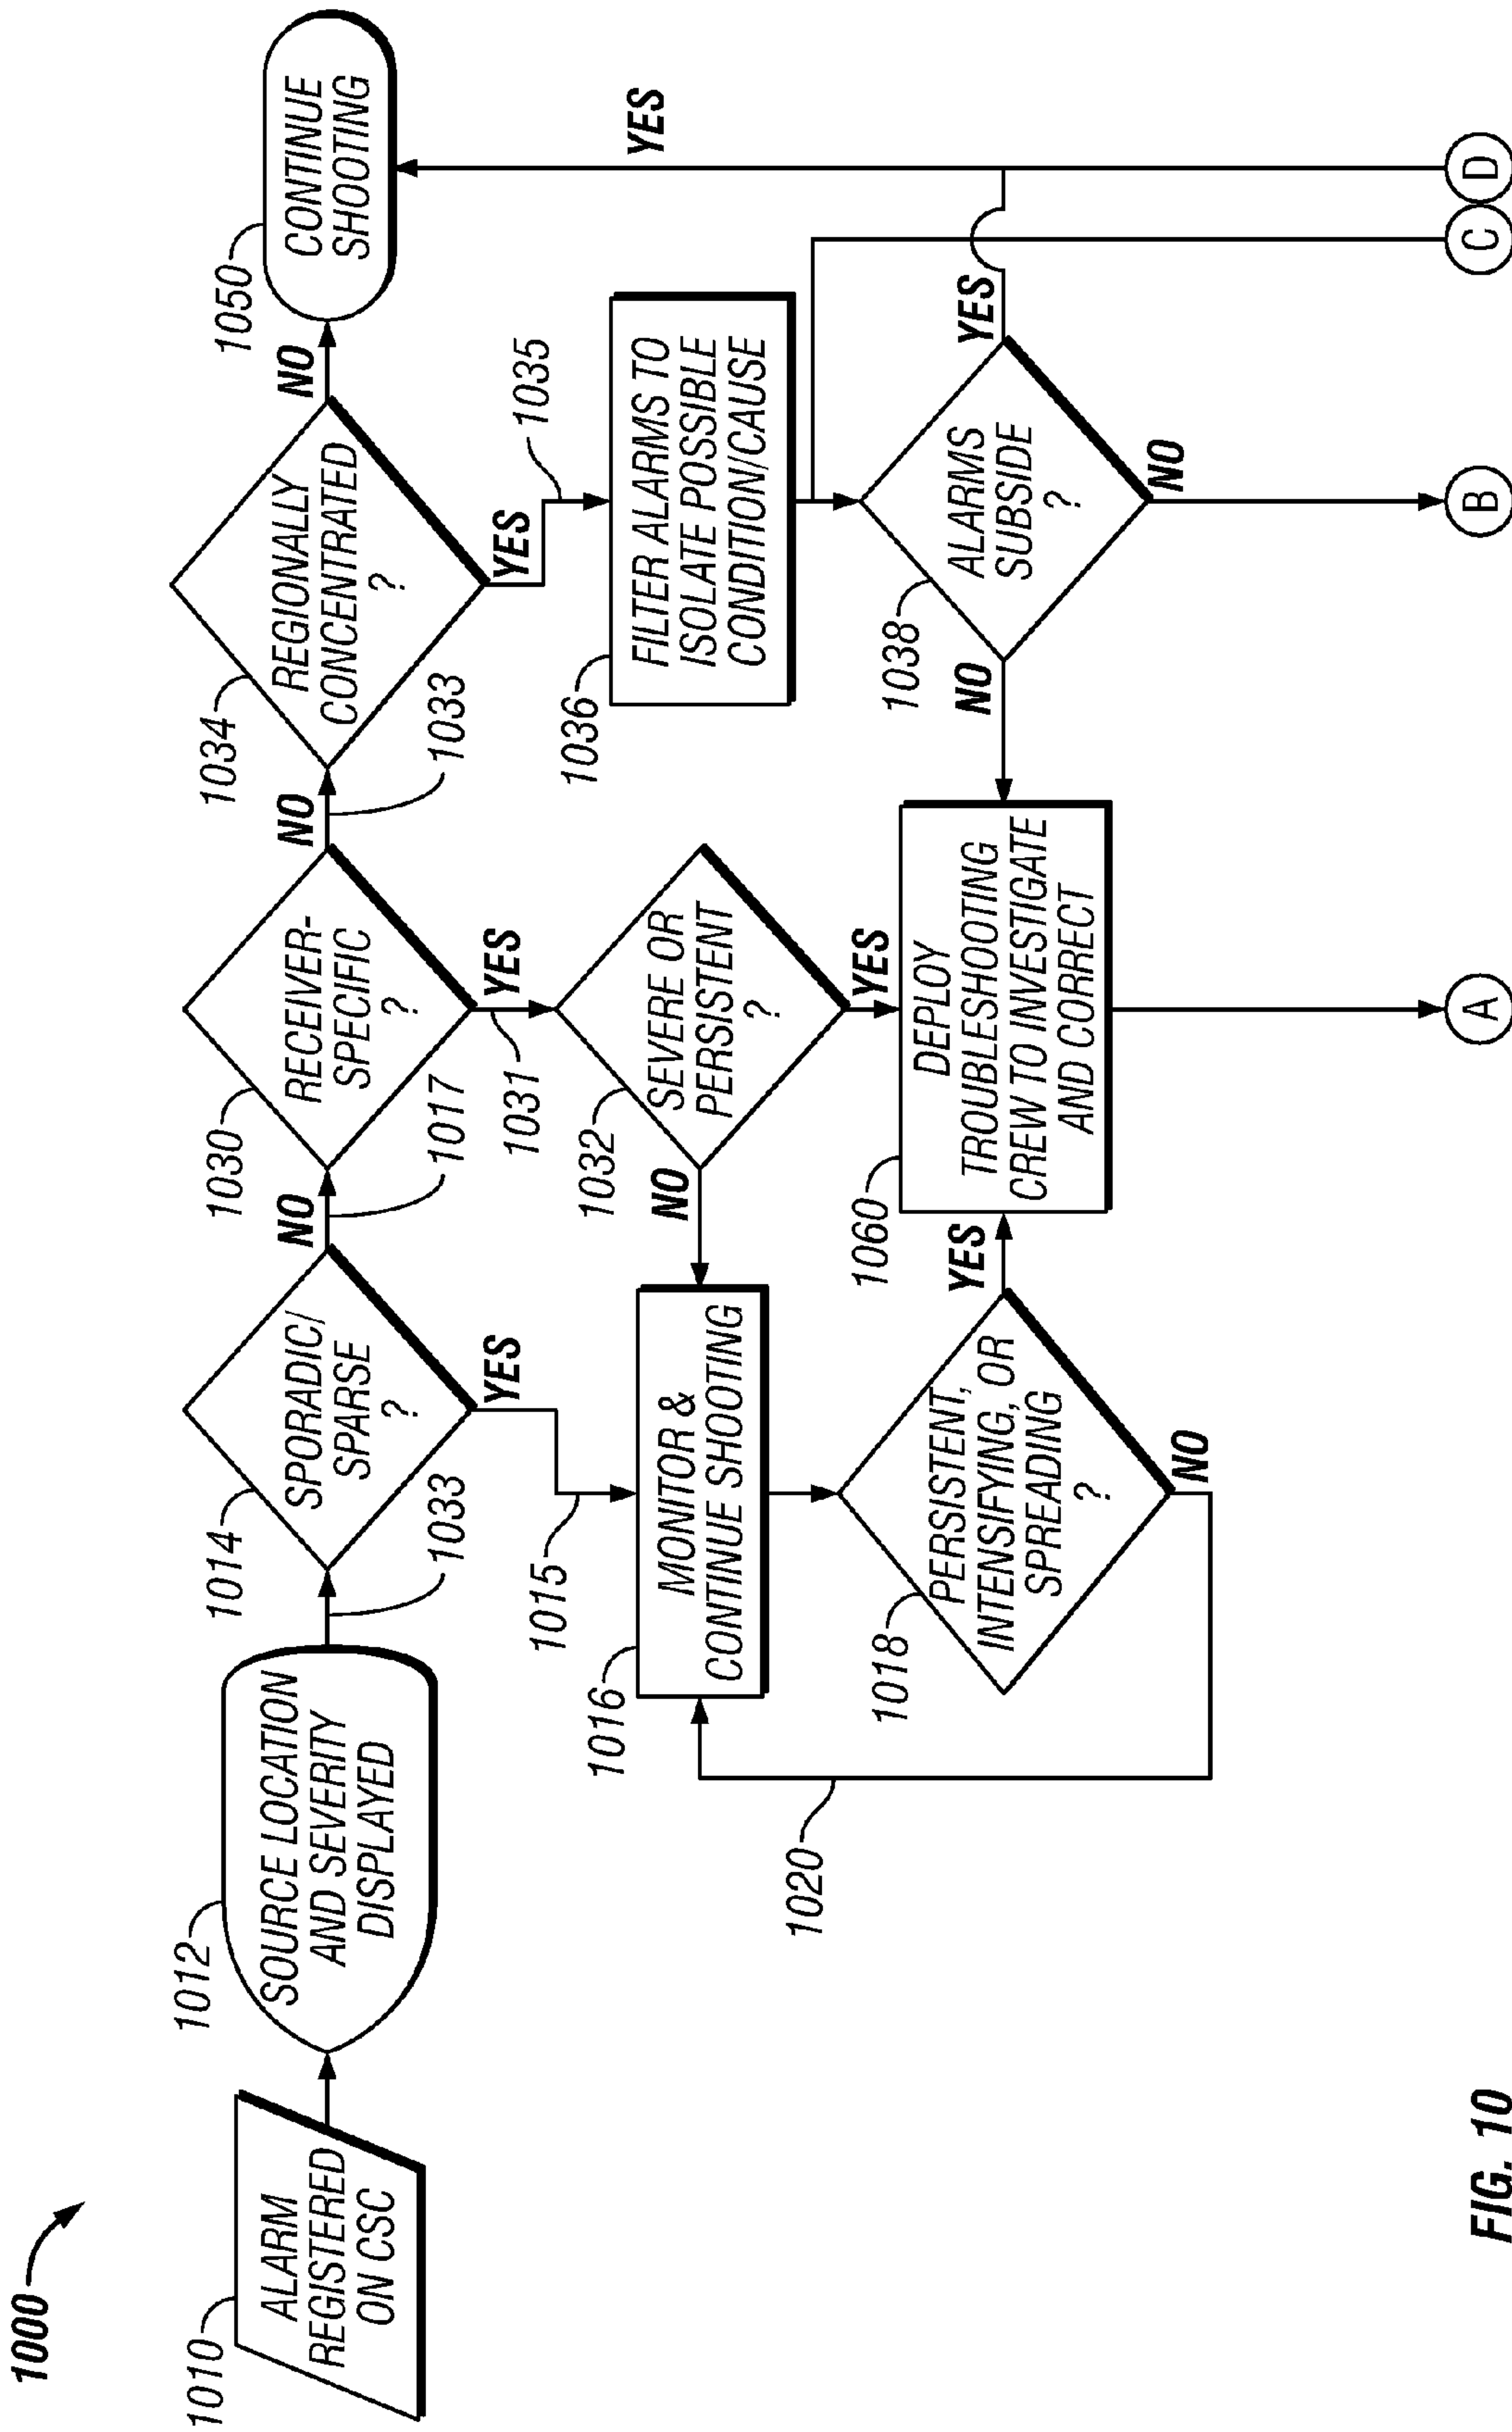 1000
1010
ALARM
REGISTERED
ON CSC
1012
SOURCE LOCATION
AND SEVERITY
DISPLAYED
1033
1014
SPORADIC/
SPARSE
?
NO
1017
YES
1015
1030
RECEIVER-
SPECIFIC
?
NO
1033
YES
1031
1034
REGIONALLY
CONCENTRATED
?
NO
YES
1035
1050
CONTINUE
SHOOTING
YES
1016
MONITOR &
CONTINUE SHOOTING
1032
SEVERE OR
PERSISTENT
?
NO
YES
1036
FILTER ALARMS TO
ISOLATE POSSIBLE
CONDITION/CAUSE
1020
1018
PERSISTENT,
INTENSIFYING, OR
SPREADING
?
YES
NO
1060
DEPLOY
TROUBLESHOOTING
CREW TO INVESTIGATE
AND CORRECT
1038
ALARMS
SUBSIDE
?
NO
YES
NO
A
B
C
D
FIG. 10